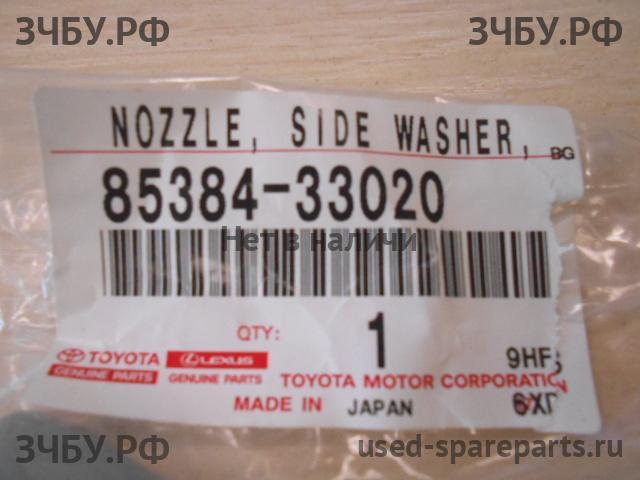 ЗЧБУ.РФ ЗЧБУ.РФ
NOZZLE, SIDE WASHER, BG
85384-33020
Нет в наличи
QTY: 1
TOYOTA LEXUS 9HF
GENUINE PARTS GENUINE PARTS
TOYOTA MOTOR CORPORATION
MADE IN JAPAN
ЗЧБУ.РФ
used-spareparts.ru